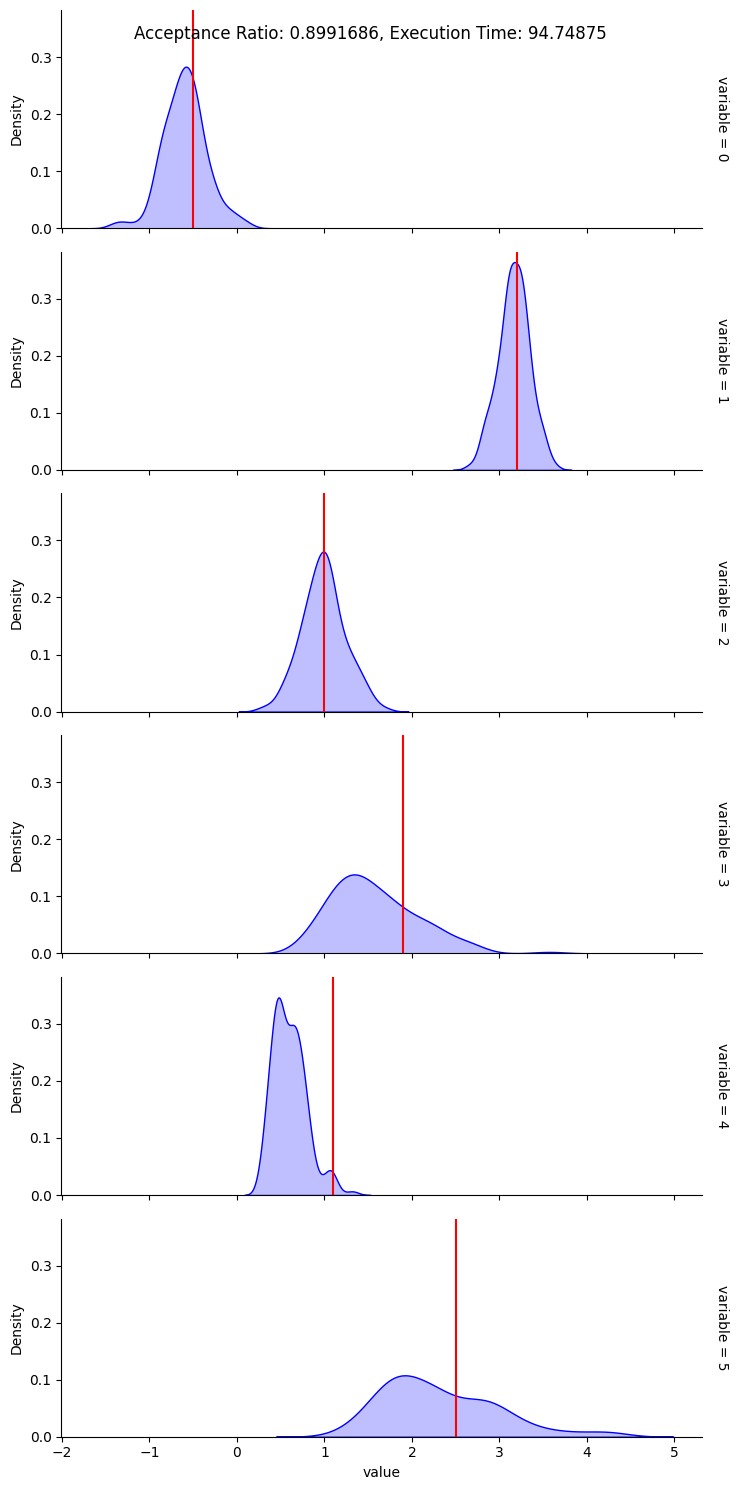 Acceptance Ratio: 0.8991686, Execution Time: 94.74875
0.3
0.2
0.1
0.0
Density
variable = 0
0.3
0.2
0.1
0.0
Density
variable = 1
0.3
0.2
0.1
0.0
Density
variable = 2
0.3
0.2
0.1
0.0
Density
variable = 3
0.3
0.2
0.1
0.0
Density
variable = 4
0.3
0.2
0.1
0.0
Density
variable = 5
−2 −1 0 1 2 3 4 5
value